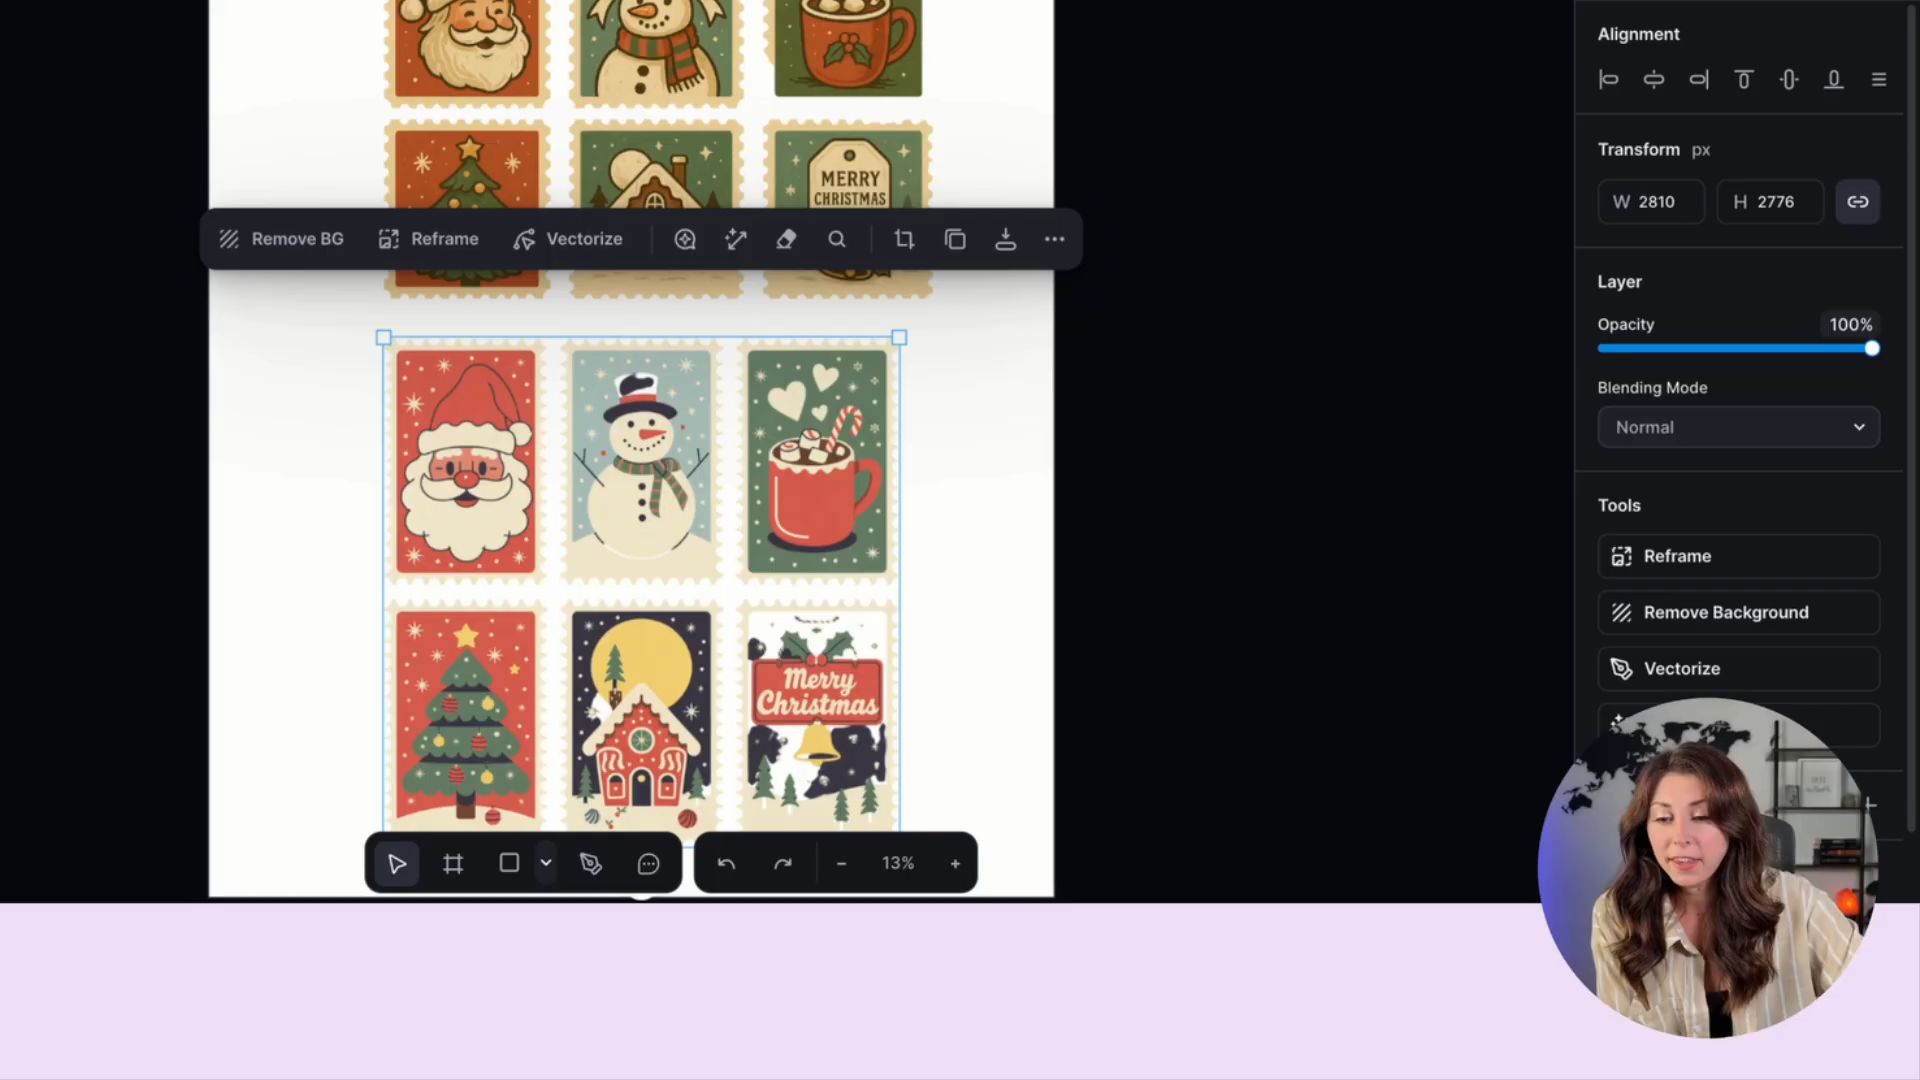 Alignment
MERRY
CHRISTMAS
Transform px
W 2810
H 2776
Remove BG
Reframe
Vectorize
Layer
Opacity
100%
Blending Mode
Normal
Tools
Reframe
Remove Background
Vectorize
Merry
Christmas
13%